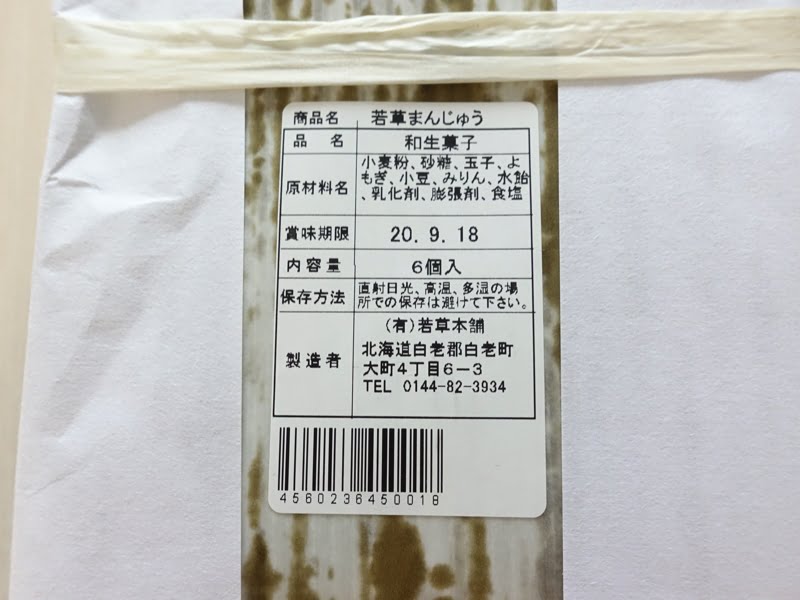 商品名 若草まんじゅう
品名 和生菓子
原材料名 小麦粉、砂糖、玉子、よ
もぎ、小豆、みりん、水飴
、乳化剤、膨張剤、食塩
賞味期限 20.9.18
内容量 6個入
保存方法 直射日光、高温、多湿の場
所での保存は避けて下さい。
製造者 (有)若草本舗
北海道白老郡白老町
大町4丁目6-3
TEL 0144-82-3934
4560236450018